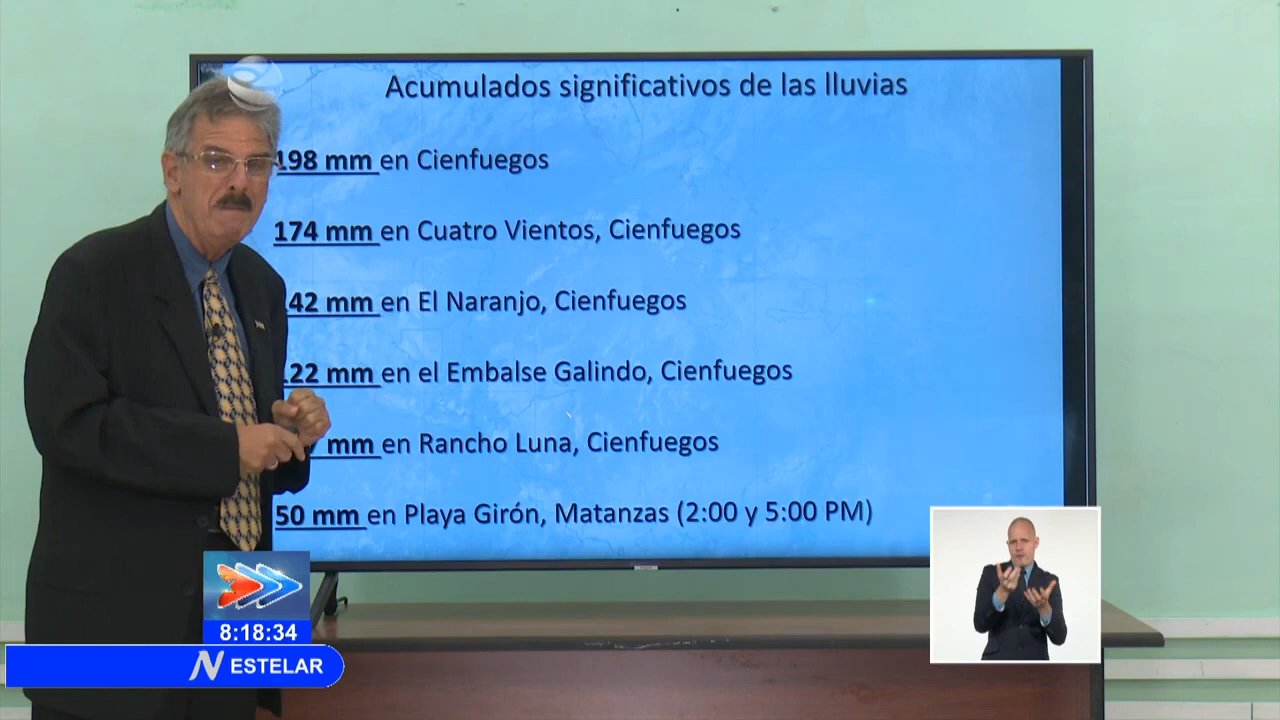 Acumulados significativos de las lluvias
198 mm en Cienfuegos
174 mm en Cuatro Vientos, Cienfuegos
42 mm en El Naranjo, Cienfuegos
22 mm en el Embalse Galindo, Cienfuegos
mm en Rancho Luna, Cienfuegos
50 mm en Playa Girón, Matanzas (2:00 y 5:00 PM)
8:18:34
N ESTELAR